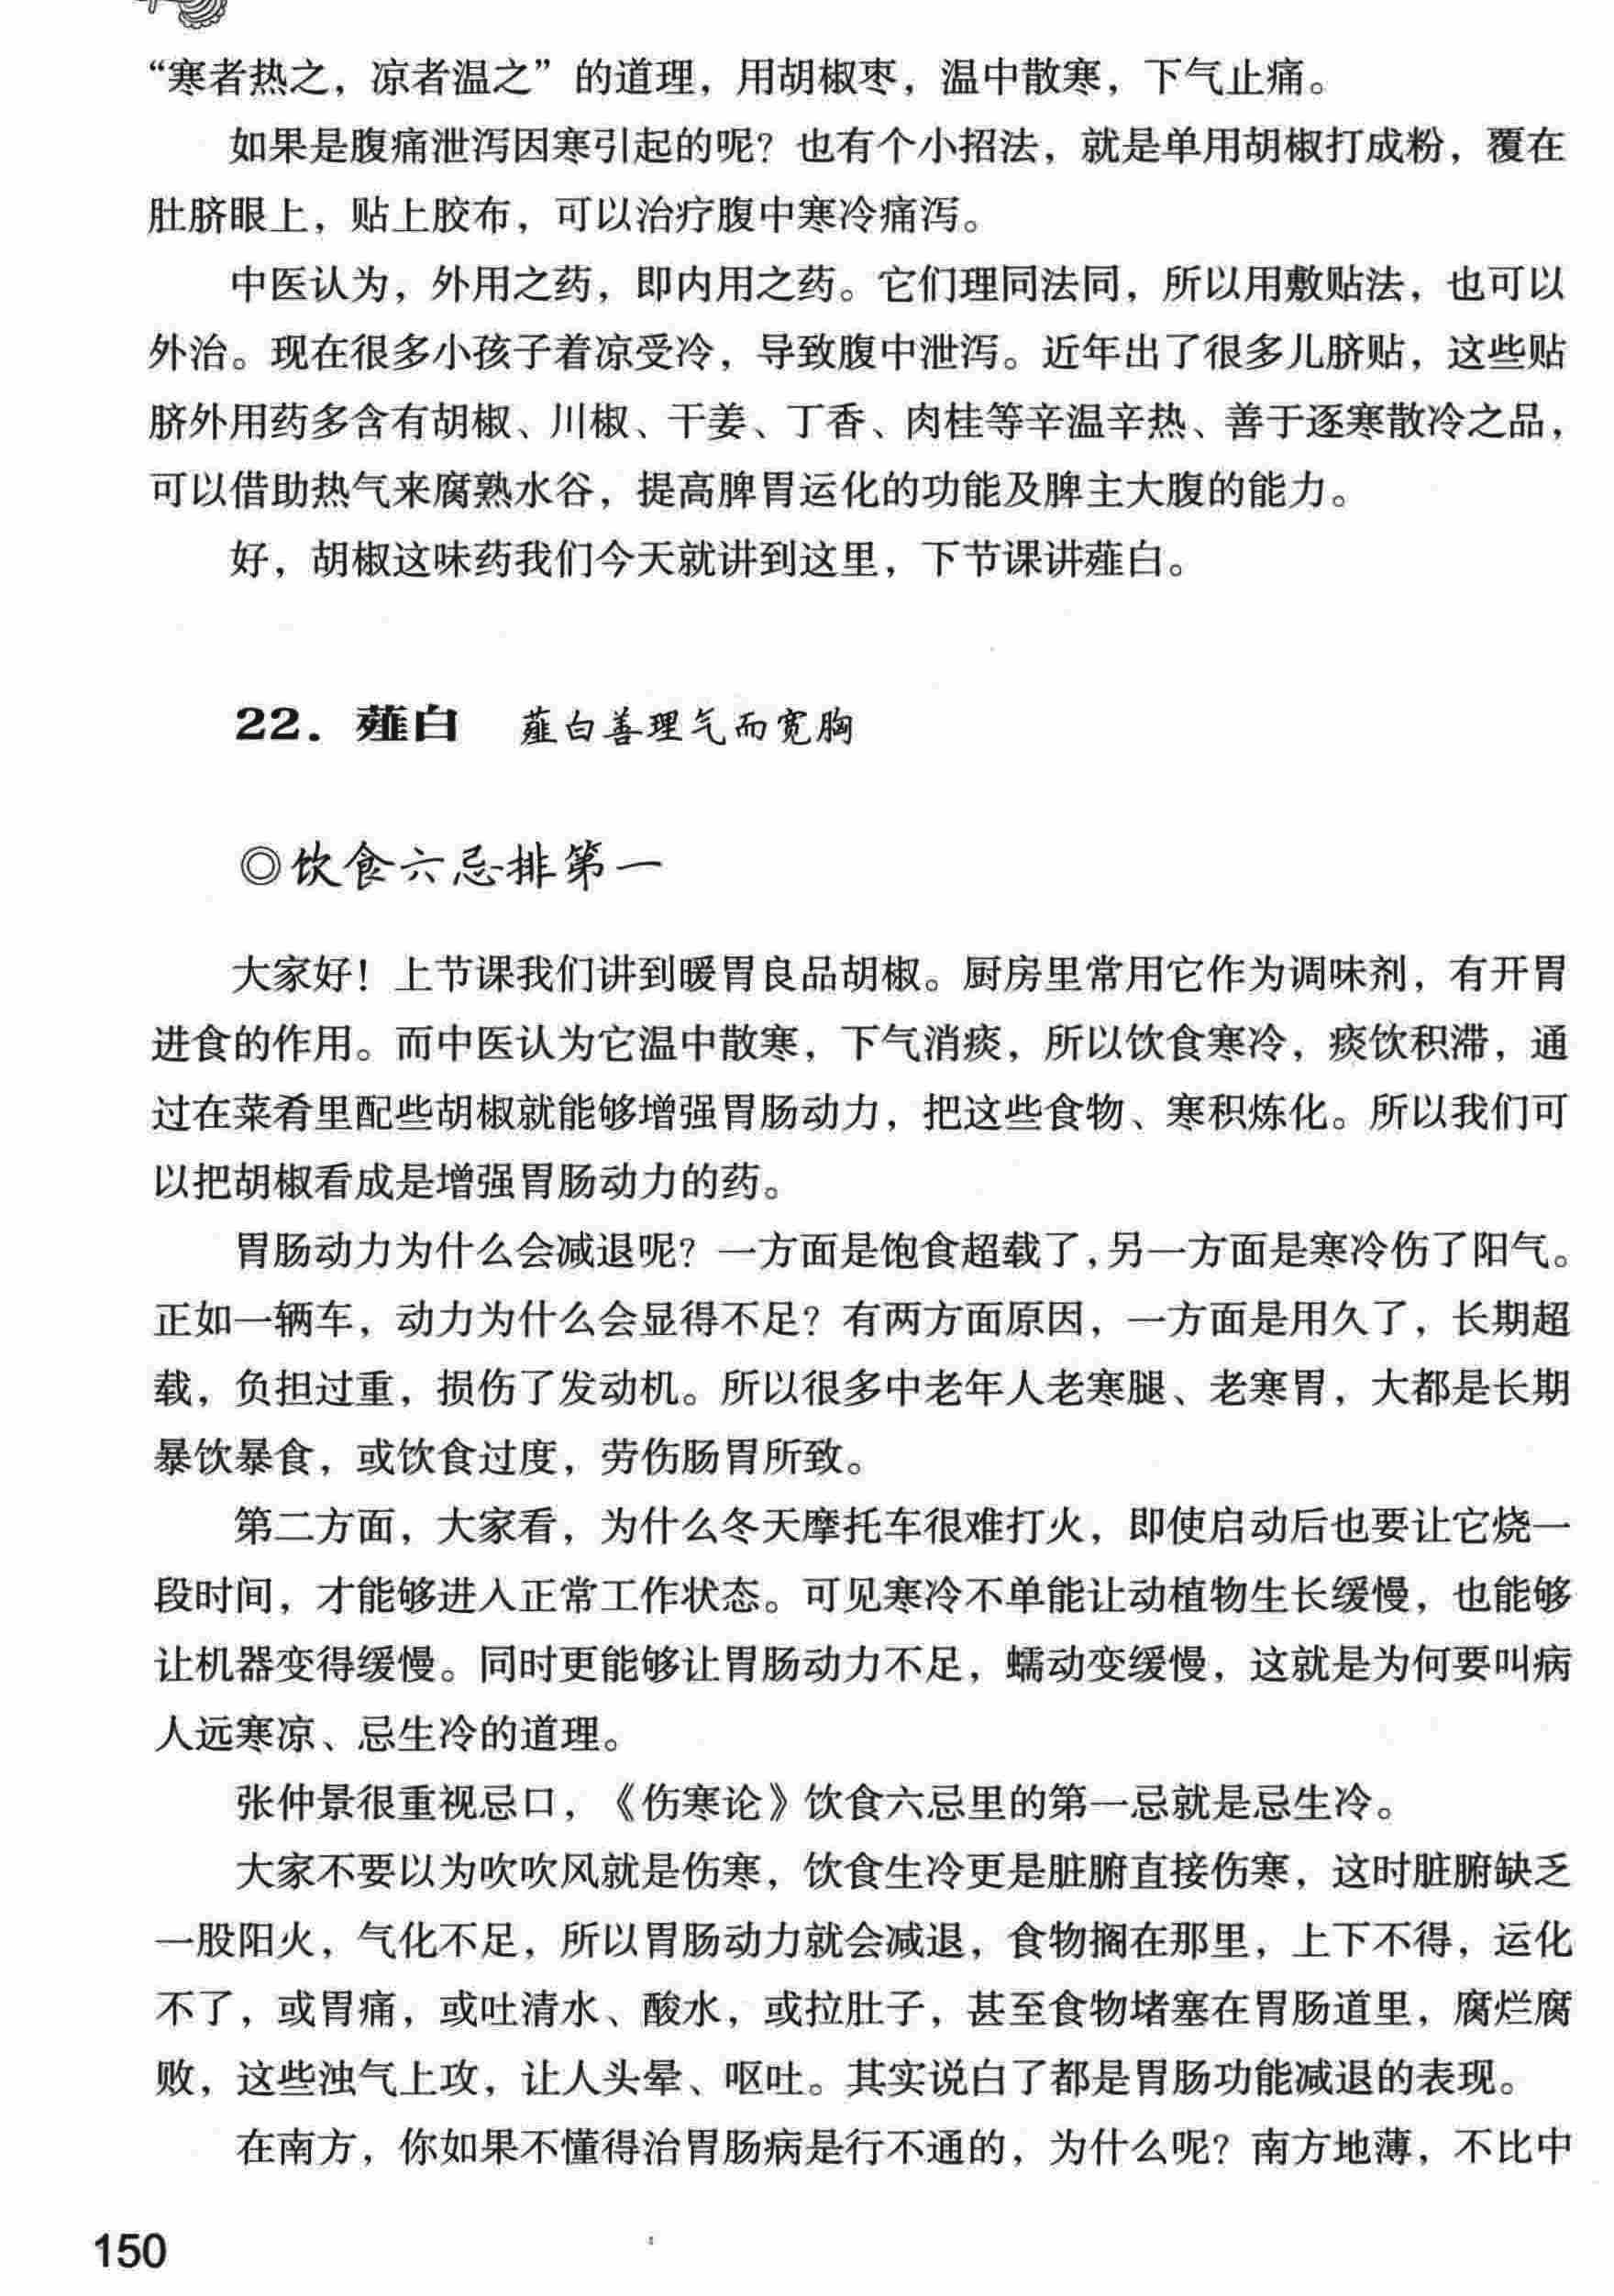 “寒者热之，凉者温之”的道理，用胡椒枣，温中散寒，下气止痛。
如果是腹痛泄泻因寒引起的呢？也有个小招法，就是单用胡椒打成粉，覆在
肚脐眼上，贴上胶布，可以治疗腹中寒冷痛泻。
中医认为，外用之药，即内用之药。它们理同法同，所以用敷贴法，也可以
外治。现在很多小孩子着凉受冷，导致腹中泄泻。近年出了很多儿脐贴，这些贴
脐外用药多含有胡椒、川椒、干姜、丁香、肉桂等辛温辛热、善于逐寒散冷之品，
可以借助热气来腐熟水谷，提高脾胃运化的功能及脾主大腹的能力。
好，胡椒这味药我们今天就讲到这里，下节课讲薤白。
22. 薤白 薤白善理气而宽胸
◎饮食六忌排第一
大家好！上节课我们讲到暖胃良品胡椒。厨房里常用它作为调味剂，有开胃
进食的作用。而中医认为它温中散寒，下气消痰，所以饮食寒冷，痰饮积滞，通
过在菜肴里配些胡椒就能够增强胃肠动力，把这些食物、寒积炼化。所以我们可
以把胡椒看成是增强胃肠动力的药。
胃肠动力为什么会减退呢？一方面是饱食超载了，另一方面是寒冷伤了阳气。
正如一辆车，动力为什么会显得不足？有两方面原因，一方面是用久了，长期超
载，负担过重，损伤了发动机。所以很多中老年人老寒腿、老寒胃，大都是长期
暴饮暴食，或饮食过度，劳伤肠胃所致。
第二方面，大家看，为什么冬天摩托车很难打火，即使启动后也要让它烧一
段时间，才能够进入正常工作状态。可见寒冷不单能让动植物生长缓慢，也能够
让机器变得缓慢。同时更能够让胃肠动力不足，蠕动变缓慢，这就是为何要叫病
人远寒凉、忌生冷的道理。
张仲景很重视忌口，《伤寒论》饮食六忌里的第一忌就是忌生冷。
大家不要以为吹吹风就是伤寒，饮食生冷更是脏腑直接伤寒，这时脏腑缺乏
一股阳火，气化不足，所以胃肠动力就会减退，食物搁在那里，上下不得，运化
不了，或胃痛，或吐清水、酸水，或拉肚子，甚至食物堵塞在胃肠道里，腐烂腐
败，这些浊气上攻，让人头晕、呕吐。其实说白了都是胃肠功能减退的表现。
在南方，你如果不懂得治胃肠病是行不通的，为什么呢？南方地薄，不比中
150